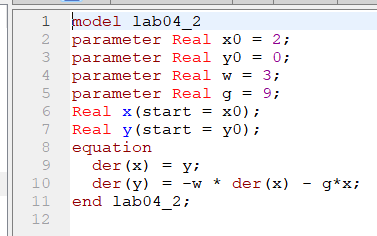 1 model lab04_2
2 parameter Real x0 = 2;
3 parameter Real y0 = 0;
4 parameter Real w = 3;
5 parameter Real g = 9;
6 Real x(start = x0);
7 Real y(start = y0);
8 equation
9   der(x) = y;
10   der(y) = -w * der(x) - g*x;
11 end lab04_2;
12